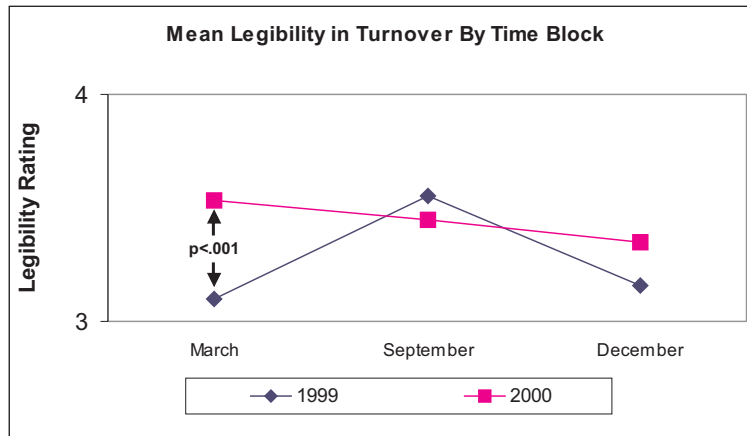 Mean Legibility in Turnover By Time Block
4
Legibility Rating
p<.001
3
March September December
1999 2000